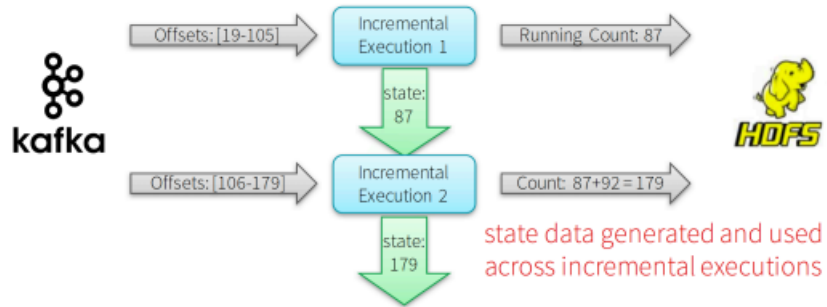 Offsets: [19-105]
Incremental
Execution 1
Running Count: 87
state:
87
kafka
HDFS
Offsets: [106-179]
Incremental
Execution 2
Count: 87+92 = 179
state:
179
state data generated and used
across incremental executions